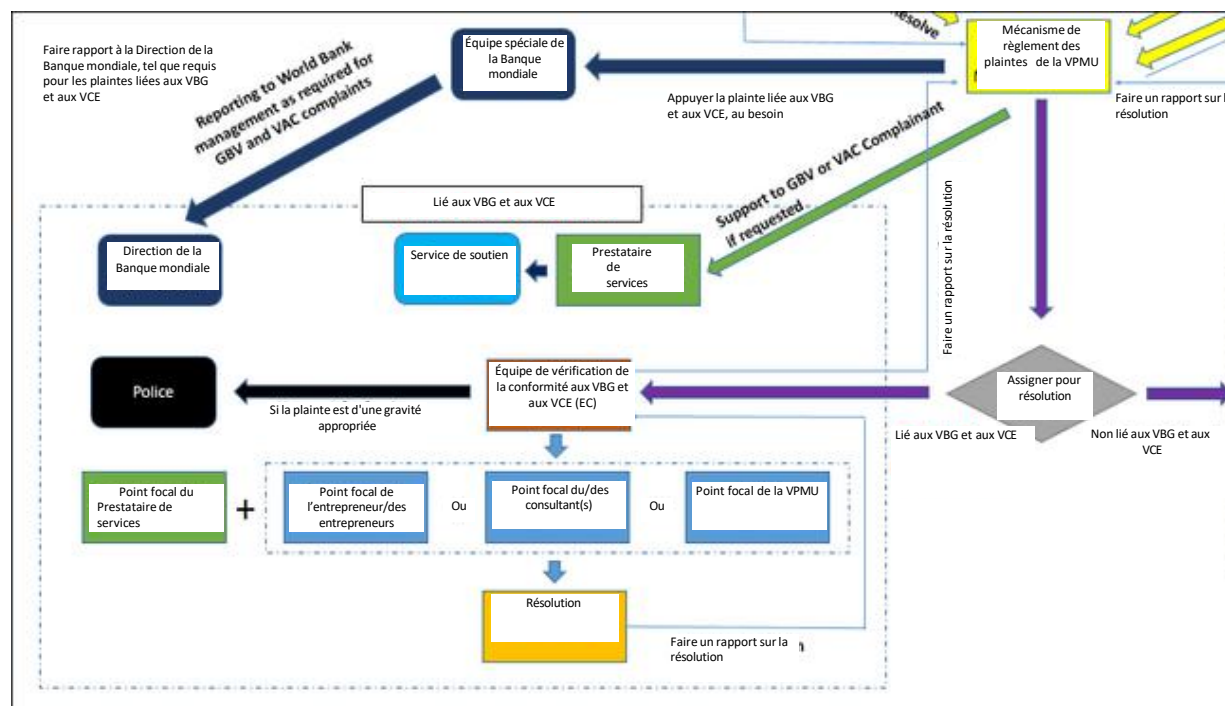 Faire rapport à la Direction de la
Banque mondiale, tel que requis
pour les plaintes liées aux VBG
et aux VCE
Équipe spéciale de
la Banque
mondiale
Resolve
Mécanisme de
règlement des
plaintes de la VPMU
Reporting to World Bank
management as required for
GBV and VAC complaints
Appuyer la plainte liée aux VBG
et aux VCE, au besoin
Faire un rapport sur la
résolution
Support to GBV or VAC Complainant
if requested
Lié aux VBG et aux VCE
Direction de la
Banque mondiale
Service de soutien
Prestataire
de
services
Faire un rapport sur la résolution
Police
Si la plainte est d'une gravité
appropriée
Équipe de vérification de
la conformité aux VBG et
aux VCE (EC)
Assigner pour
résolution
Lié aux VBG et aux VCE
Non lié aux VBG et aux
VCE
Point focal du
Prestataire de
services
+
Point focal de
l'entrepreneur/des
entrepreneurs
Ou
Point focal du/des
consultant(s)
Ou
Point focal de la VPMU
Résolution
Faire un rapport sur la
résolution